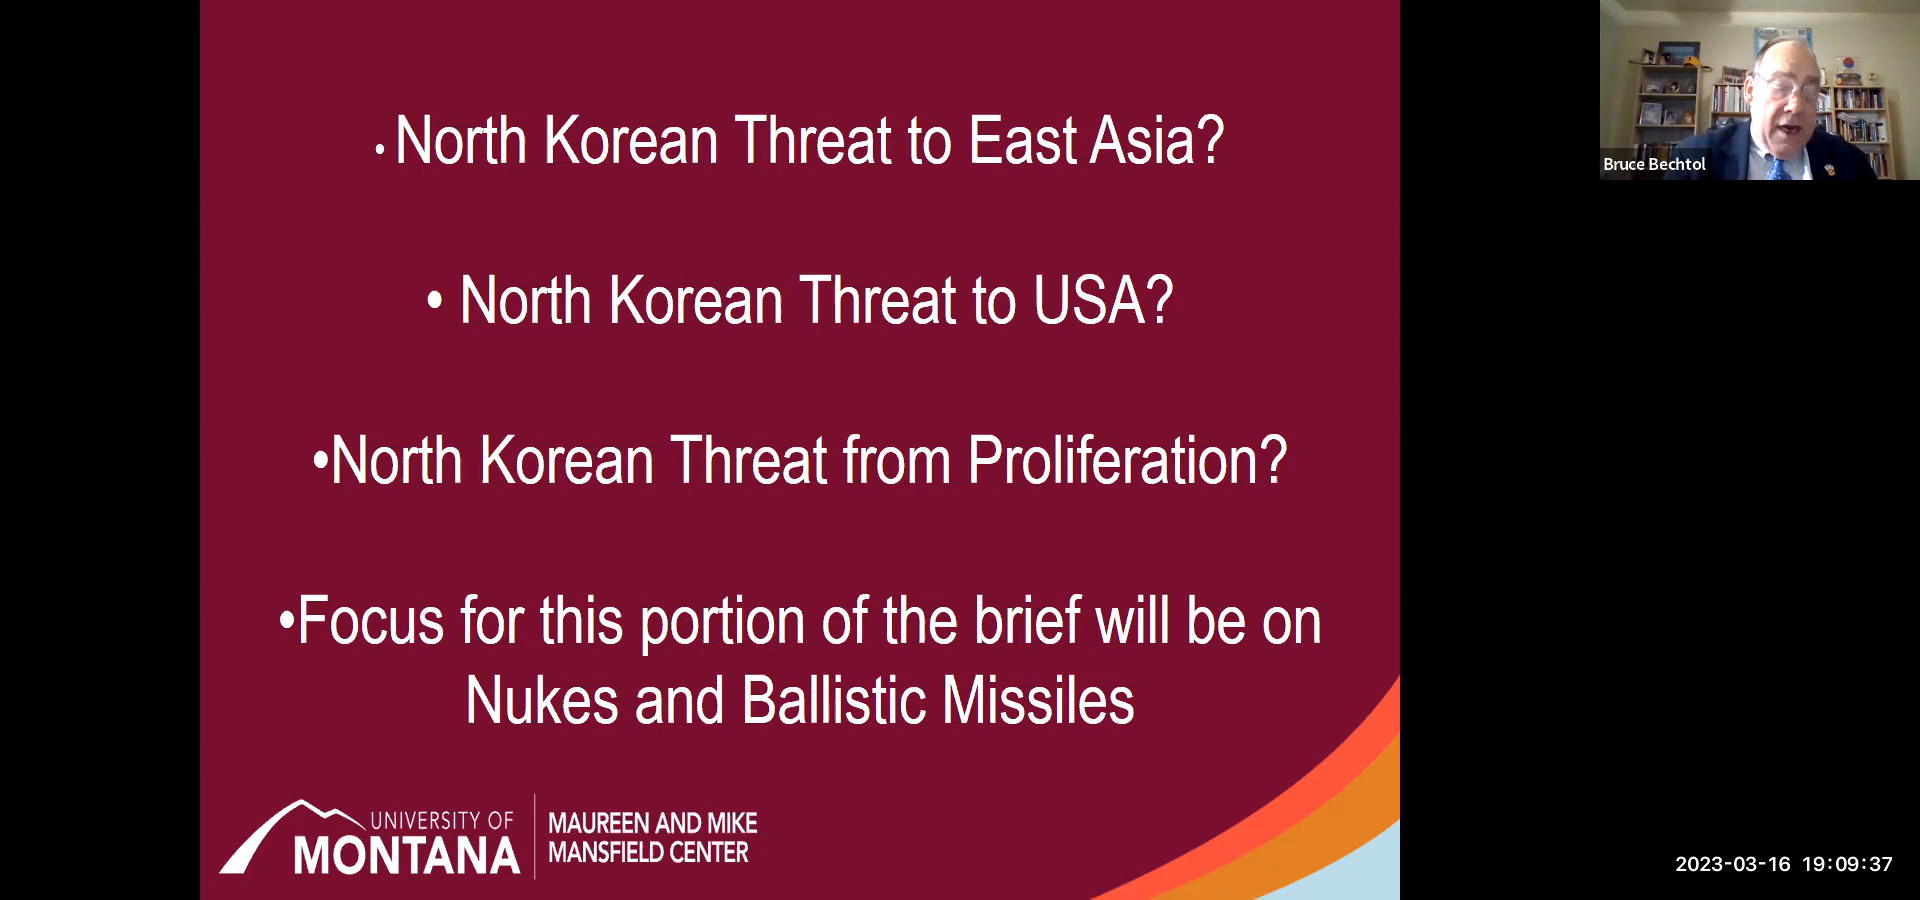 • North Korean Threat to East Asia?
• North Korean Threat to USA?
•North Korean Threat from Proliferation?
•Focus for this portion of the brief will be on
Nukes and Ballistic Missiles
UNIVERSITY OF
MONTANA
MAUREEN AND MIKE
MANSFIELD CENTER
Bruce Bechtol
2023-03-16 19:09:37